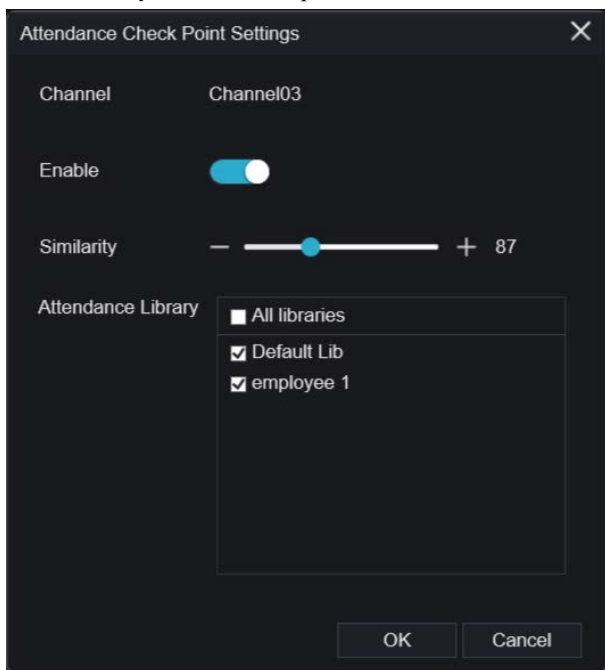 Attendance Check Point Settings
Channel Channel03
Enable
Similarity 87
Attendance Library
All libraries
Default Lib
employee 1
OK Cancel